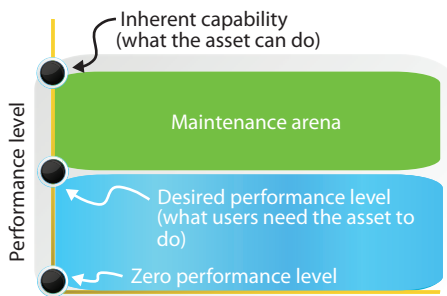 Inherent capability
(what the asset can do)
Maintenance arena
Performance level
Desired performance level
(what users need the asset to
do)
Zero performance level